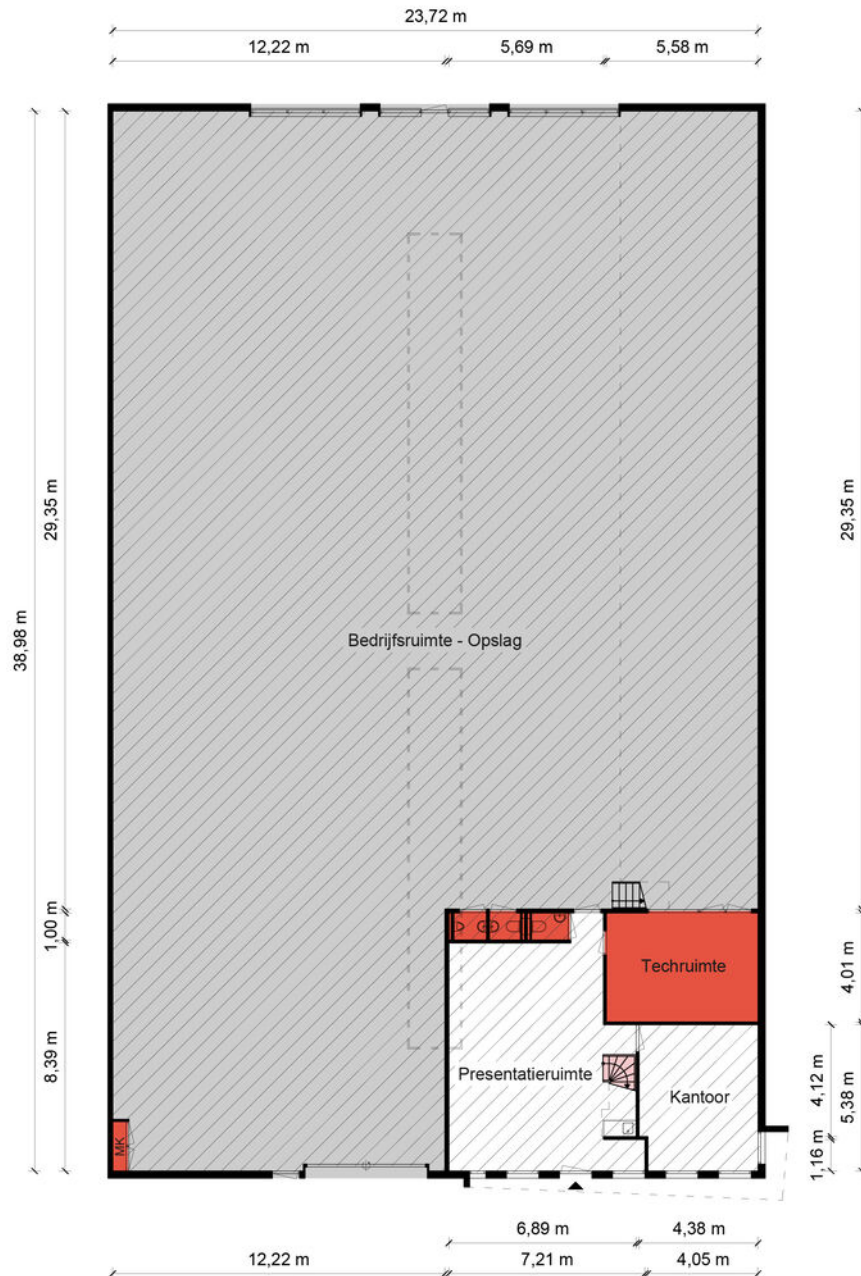 23,72 m
12,22 m
5,69 m
5,58 m
38,98 m
29,35 m
29,35 m
Bedrijfsruimte - Opslag
1,00 m
8,39 m
Techruimte
4,01 m
Presentatieruimte
Kantoor
4,12 m
5,38 m
1,16 m
MK
6,89 m
4,38 m
12,22 m
7,21 m
4,05 m